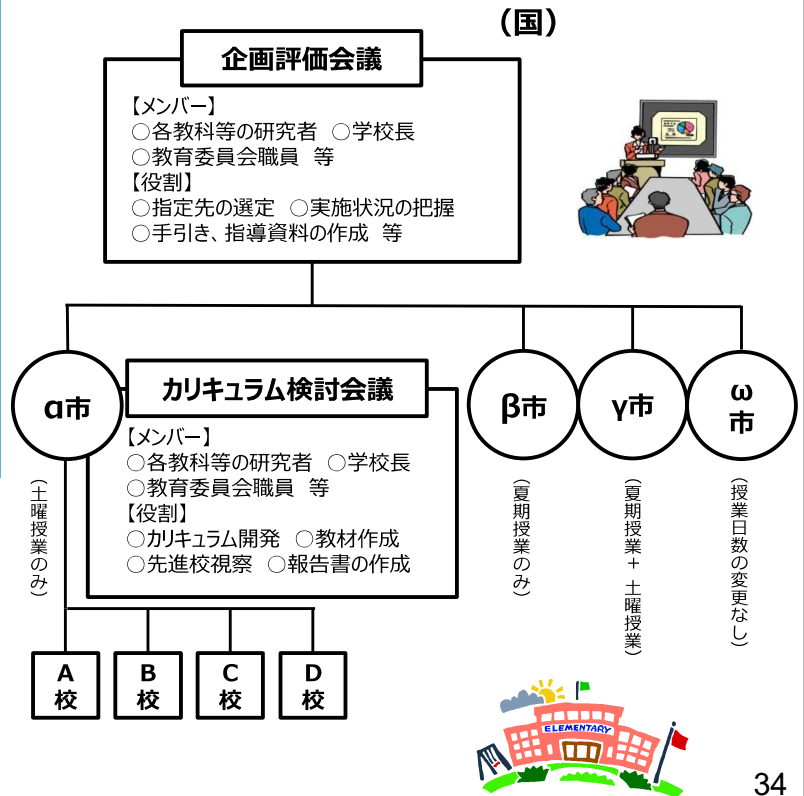 （国）
企画評価会議
【メンバー】
○各教科等の研究者　○学校長
○教育委員会職員　等
【役割】
○指定先の選定　○実施状況の把握
○手引き、指導資料の作成　等
α市
カリキュラム検討会議
【メンバー】
○各教科等の研究者　○学校長
○教育委員会職員　等
【役割】
○カリキュラム開発　○教材作成
○先進校視察　○報告書の作成
（土曜授業のみ）
β市
γ市
ω
市
（夏期授業のみ）
（夏期授業＋土曜授業）
（授業日数の変更なし）
A
校
B
校
C
校
D
校
ELEMENTARY
34